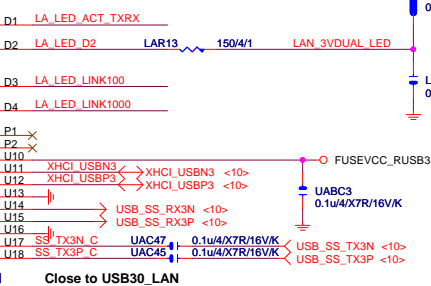 0
D1 LA_LED_ACT_TXRX
D2 LA_LED_D2 LAR13 150/4/1 LAN_3VDUAL_LED
D3 LA_LED_LINK100 L
0
D4 LA_LED_LINK1000
P1
P2
U10 FUSEVCC_RUSB3
U11 XHCI_USBN3 XHCI_USBN3 <10>
U12 XHCI_USBP3 XHCI_USBP3 <10>
U13 UABC3
0.1u/4/X7R/16V/K
U14 USB_SS_RX3N <10>
U15 USB_SS_RX3P <10>
U16
U17 SS_TX3N_C UAC47 0.1u/4/X7R/16V/K USB_SS_TX3N <10>
U18 SS_TX3P_C UAC45 0.1u/4/X7R/16V/K USB_SS_TX3P <10>
Close to USB30_LAN